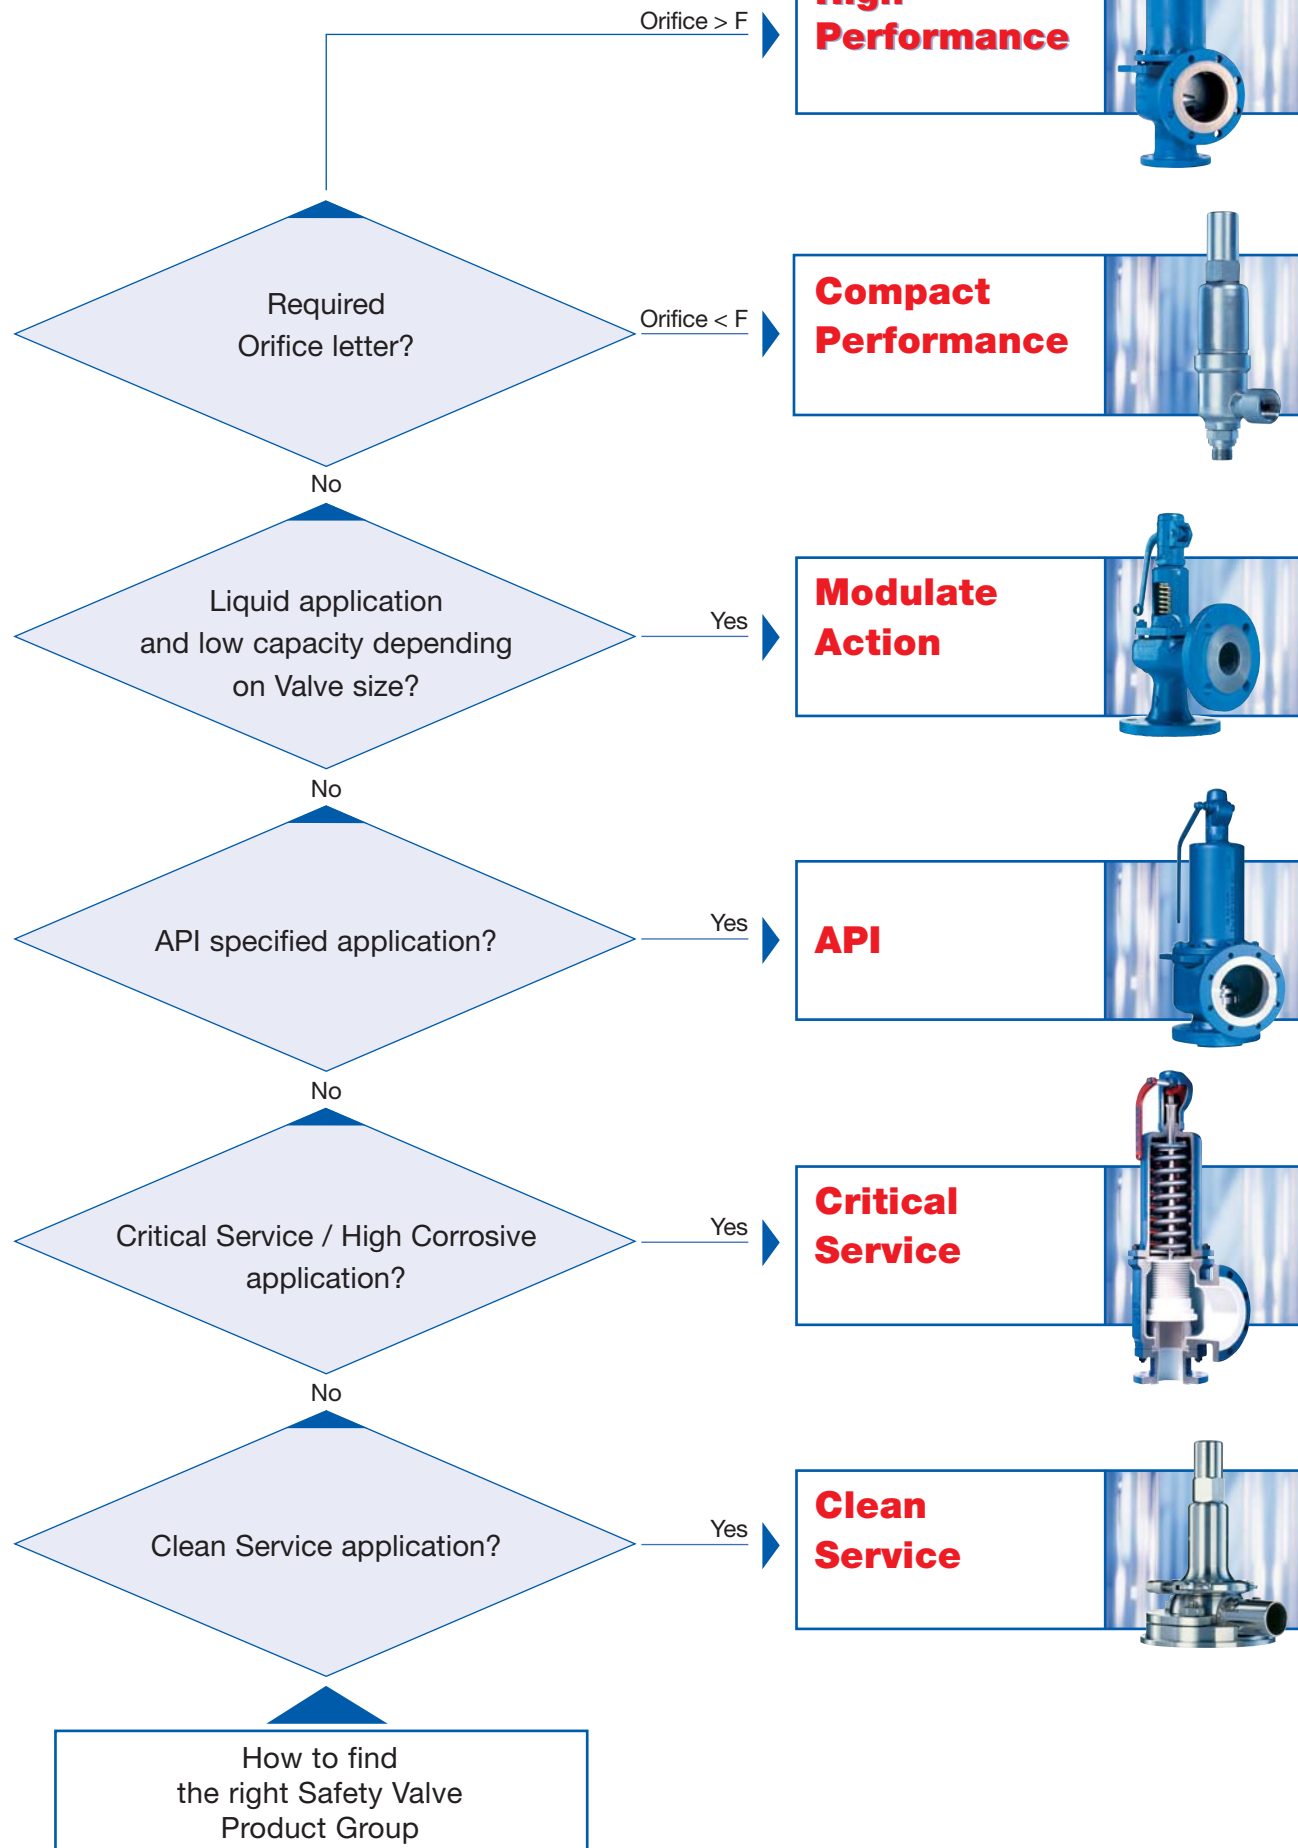 Orifice > F
High
Performance
Required
Orifice letter?
Orifice < F
Compact
Performance
No
Liquid application
and low capacity depending
on Valve size?
Yes
Modulate
Action
No
API specified application?
Yes
API
No
Critical Service / High Corrosive
application?
Yes
Critical
Service
No
Clean Service application?
Yes
Clean
Service
How to find
the right Safety Valve
Product Group